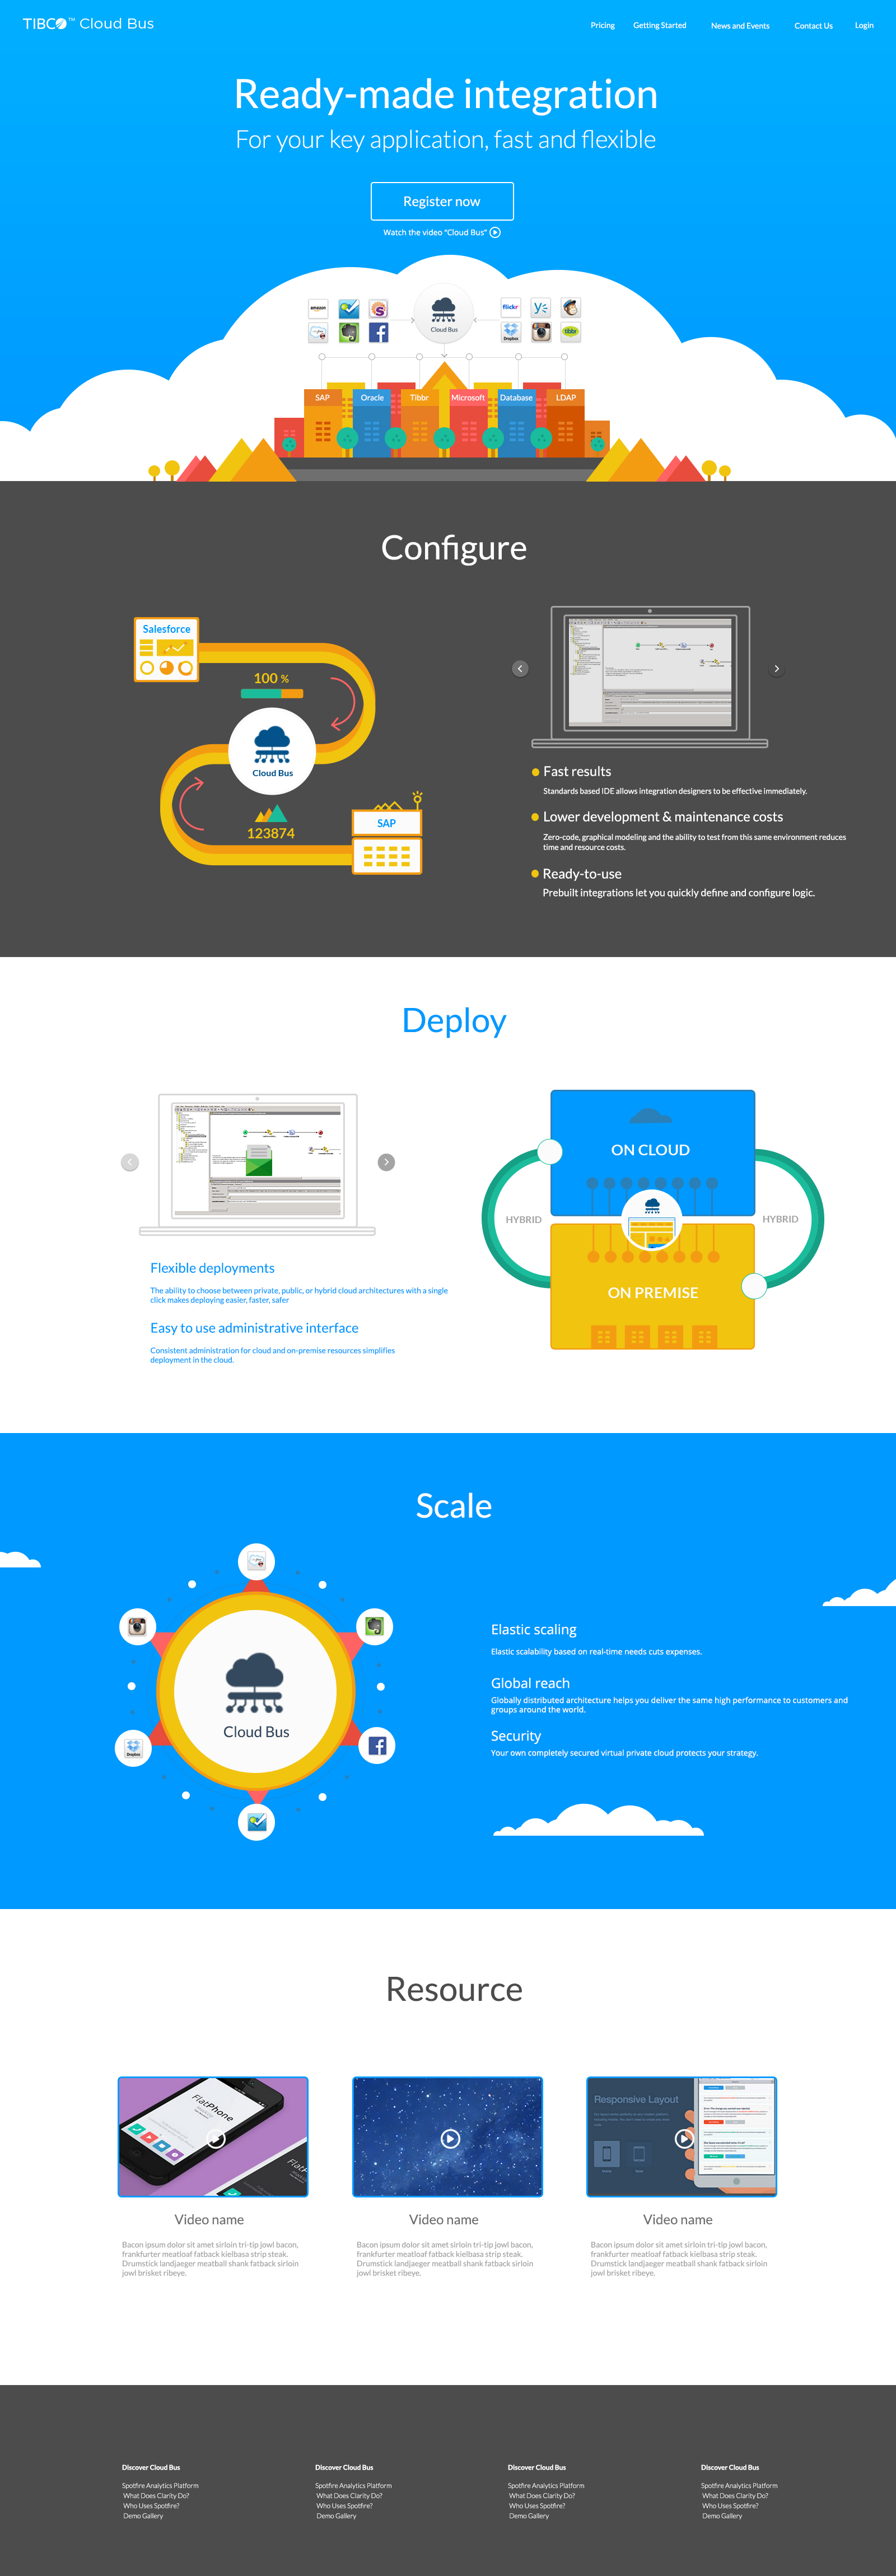 TIBCO™ Cloud Bus
Pricing
Getting Started
News and Events
Contact Us
Login
Ready-made integration
For your key application, fast and flexible
Register now
Watch the video "Cloud Bus"
amazon
flickr
Dropbox
tibbr
Cloud Bus
SAP
Oracle
Tibbr
Microsoft
Database
LDAP
Configure
Salesforce
100 %
Cloud Bus
123874
SAP
Fast results
Standards based IDE allows integration designers to be effective immediately.
Lower development & maintenance costs
Zero-code, graphical modeling and the ability to test from this same environment reduces
time and resource costs.
Ready-to-use
Prebuilt integrations let you quickly define and configure logic.
Deploy
Flexible deployments
The ability to choose between private, public, or hybrid cloud architectures with a single
click makes deploying easier, faster, safer
Easy to use administrative interface
Consistent administration for cloud and on-premise resources simplifies
deployment in the cloud.
ON CLOUD
HYBRID
HYBRID
ON PREMISE
Scale
Dropbox
Cloud Bus
Elastic scaling
Elastic scalability based on real-time needs cuts expenses.
Global reach
Globally distributed architecture helps you deliver the same high performance to customers and
groups around the world.
Security
Your own completely secured virtual private cloud protects your strategy.
Resource
FlatPhone
Responsive Layout
Video name
Bacon ipsum dolor sit amet sirloin tri-tip jowl bacon,
frankfurter meatloaf fatback kielbasa strip steak.
Drumstick landjaeger meatball shank fatback sirloin
jowl brisket ribeye.
Video name
Bacon ipsum dolor sit amet sirloin tri-tip jowl bacon,
frankfurter meatloaf fatback kielbasa strip steak.
Drumstick landjaeger meatball shank fatback sirloin
jowl brisket ribeye.
Video name
Bacon ipsum dolor sit amet sirloin tri-tip jowl bacon,
frankfurter meatloaf fatback kielbasa strip steak.
Drumstick landjaeger meatball shank fatback sirloin
jowl brisket ribeye.
Discover Cloud Bus
Spotfire Analytics Platform
What Does Clarity Do?
Who Uses Spotfire?
Demo Gallery
Discover Cloud Bus
Spotfire Analytics Platform
What Does Clarity Do?
Who Uses Spotfire?
Demo Gallery
Discover Cloud Bus
Spotfire Analytics Platform
What Does Clarity Do?
Who Uses Spotfire?
Demo Gallery
Discover Cloud Bus
Spotfire Analytics Platform
What Does Clarity Do?
Who Uses Spotfire?
Demo Gallery